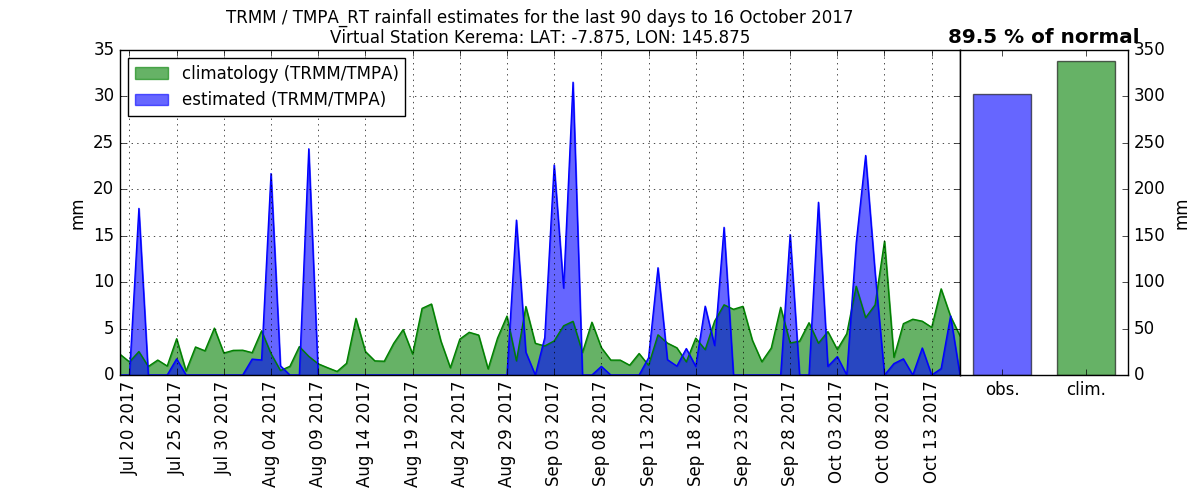 TRMM / TMPA_RT rainfall estimates for the last 90 days to 16 October 2017
Virtual Station Kerema: LAT: -7.875, LON: 145.875
89.5 % of normal
climatology (TRMM/TMPA)
estimated (TRMM/TMPA)
35
30
25
20
15
10
5
0
mm
350
300
250
200
150
100
50
0
mm
Jul 20 2017
Jul 25 2017
Jul 30 2017
Aug 04 2017
Aug 09 2017
Aug 14 2017
Aug 19 2017
Aug 24 2017
Aug 29 2017
Sep 03 2017
Sep 08 2017
Sep 13 2017
Sep 18 2017
Sep 23 2017
Sep 28 2017
Oct 03 2017
Oct 08 2017
Oct 13 2017
obs.
clim.